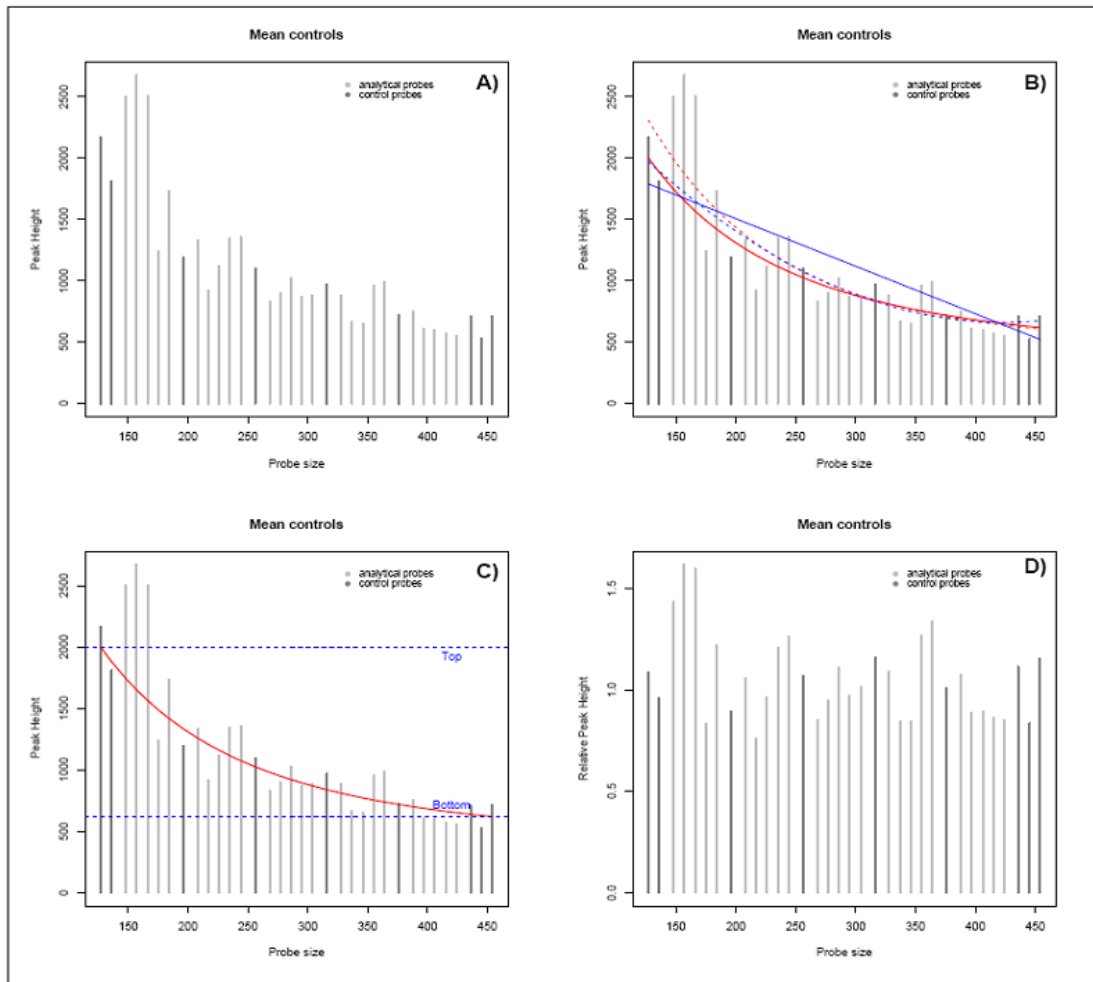 Mean controls
analytical probes
control probes
A)
2500
2000
1500
1000
500
0
Peak Height
150 200 250 300 350 400 450
Probe size
Mean controls
analytical probes
control probes
B)
2500
2000
1500
1000
500
0
Peak Height
150 200 250 300 350 400 450
Probe size
Mean controls
analytical probes
control probes
C)
2500
2000
1500
1000
500
0
Peak Height
Top
Bottom
150 200 250 300 350 400 450
Probe size
Mean controls
analytical probes
control probes
D)
1.5
1.0
0.5
0.0
Relative Peak Height
150 200 250 300 350 400 450
Probe size